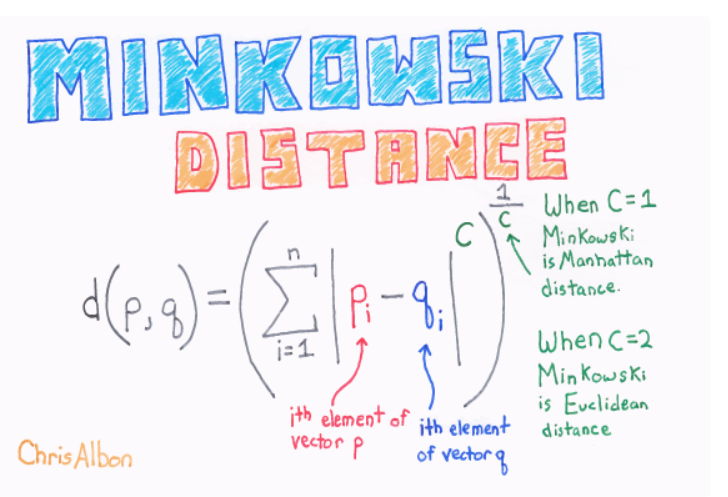 MINKOWSKI
DISTANCE
d(p,q) = (∑ⁿᵢ₌₁ |pᵢ - qᵢ|ᶜ)^(1/c)
When C=1
Minkowski
is Manhattan
distance.
When C=2
Minkowski
is Euclidean
distance
ith element of
vector p
ith element
of vector q
Chris Albon